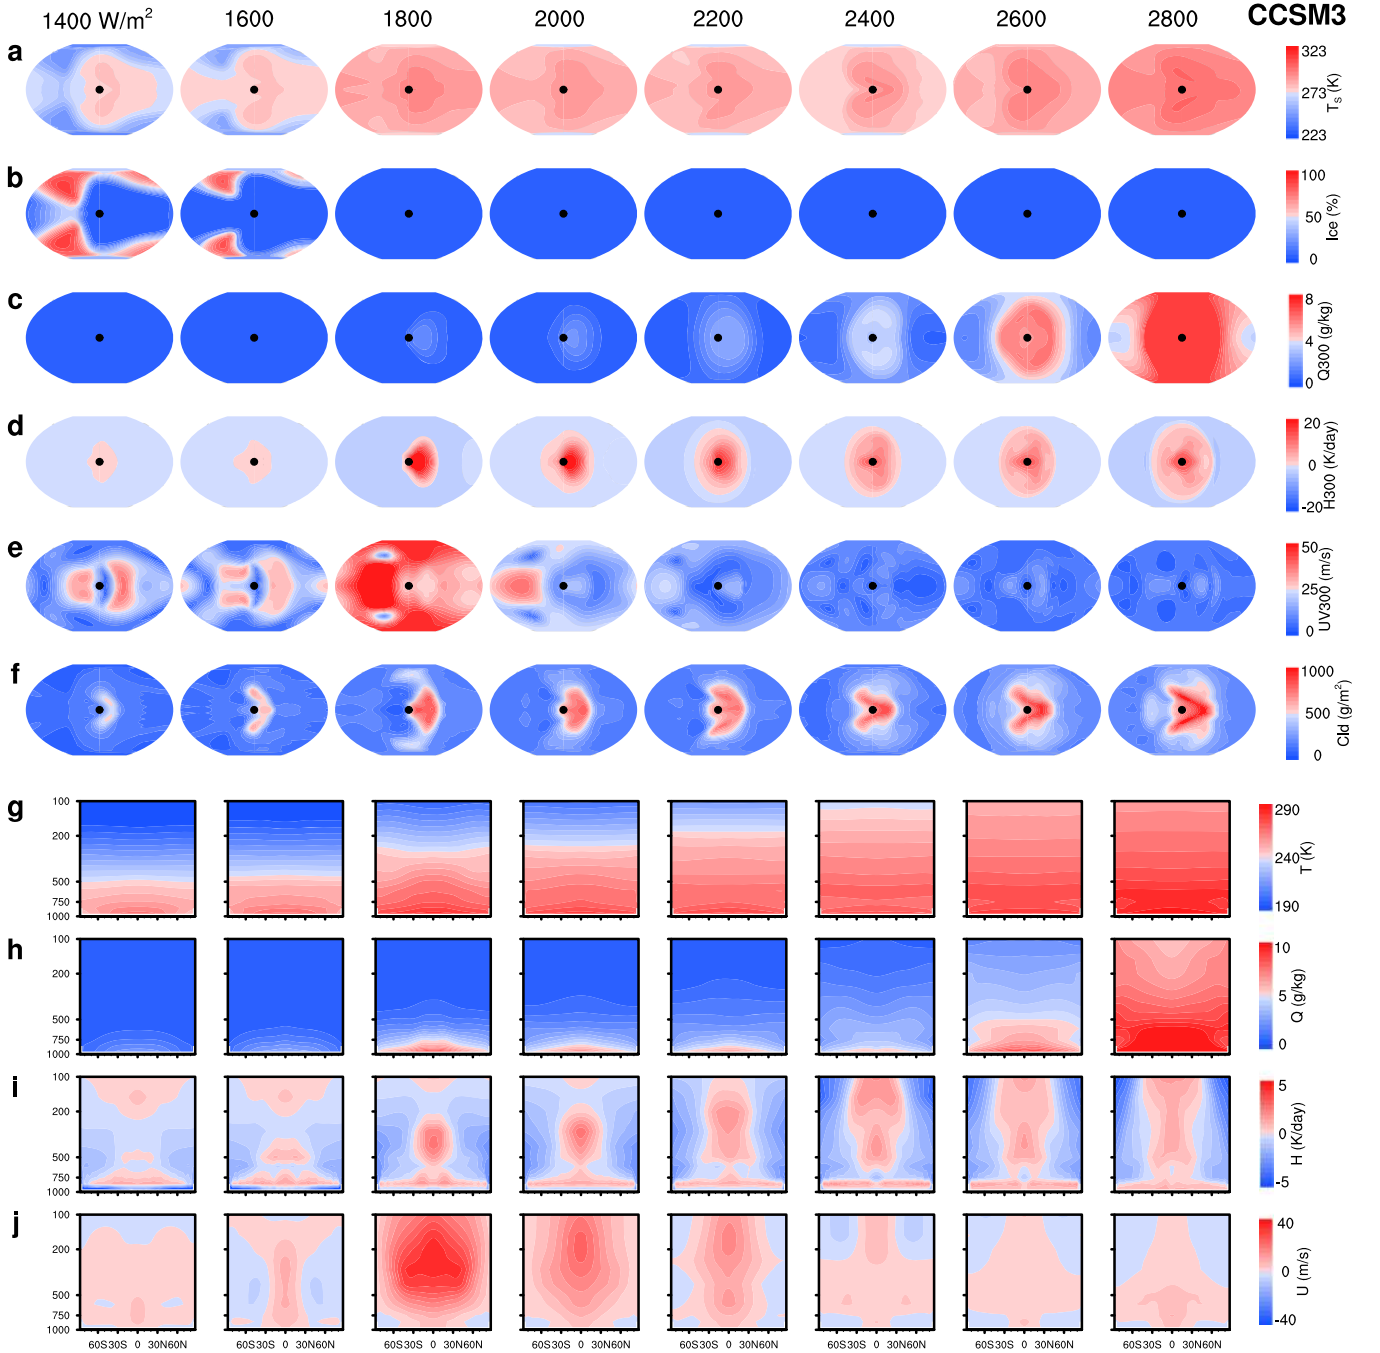 1400 W/m² 1600 1800 2000 2200 2400 2600 2800 CCSM3
a 323 273 223 Tₛ (K)
b 100 50 0 Ice (%)
c 8 4 0 Q300 (g/kg)
d 20 0 -20 H300 (K/day)
e 50 25 0 UV300 (m/s)
f 1000 500 0 Cld (g/m²)
g 100 200 500 750 1000 290 240 190 T (K)
h 100 200 500 750 1000 10 5 0 Q (g/kg)
i 100 200 500 750 1000 5 0 -5 H (K/day)
j 100 200 500 750 1000 40 0 -40 U (m/s)
60S30S 0 30N60N 60S30S 0 30N60N 60S30S 0 30N60N 60S30S 0 30N60N 60S30S 0 30N60N 60S30S 0 30N60N 60S30S 0 30N60N 60S30S 0 30N60N